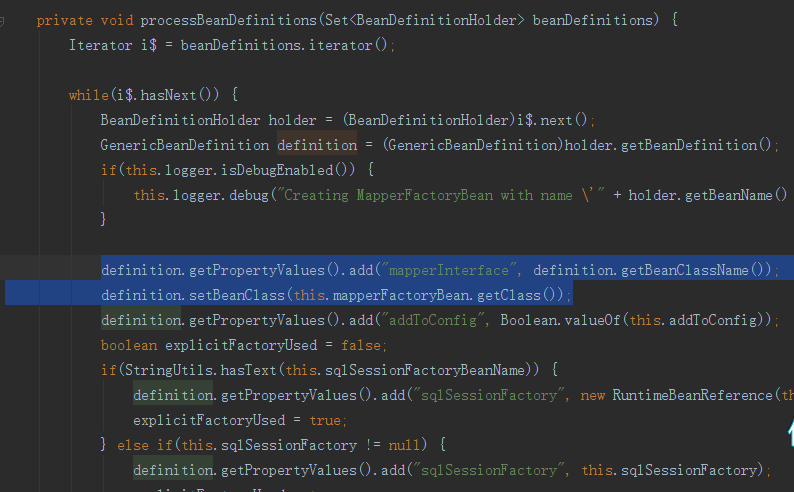 private void processBeanDefinitions(Set<BeanDefinitionHolder> beanDefinitions) {
Iterator i$ = beanDefinitions.iterator();
while(i$.hasNext()) {
BeanDefinitionHolder holder = (BeanDefinitionHolder)i$.next();
GenericBeanDefinition definition = (GenericBeanDefinition)holder.getBeanDefinition();
if(this.logger.isDebugEnabled()) {
this.logger.debug("Creating MapperFactoryBean with name \'" + holder.getBeanName()
}
definition.getPropertyValues().add("mapperInterface", definition.getBeanClassName());
definition.setBeanClass(this.mapperFactoryBean.getClass());
definition.getPropertyValues().add("addToConfig", Boolean.valueOf(this.addToConfig));
boolean explicitFactoryUsed = false;
if(StringUtils.hasText(this.sqlSessionFactoryBeanName)) {
definition.getPropertyValues().add("sqlSessionFactory", new RuntimeBeanReference(th
explicitFactoryUsed = true;
} else if(this.sqlSessionFactory != null) {
definition.getPropertyValues().add("sqlSessionFactory", this.sqlSessionFactory);